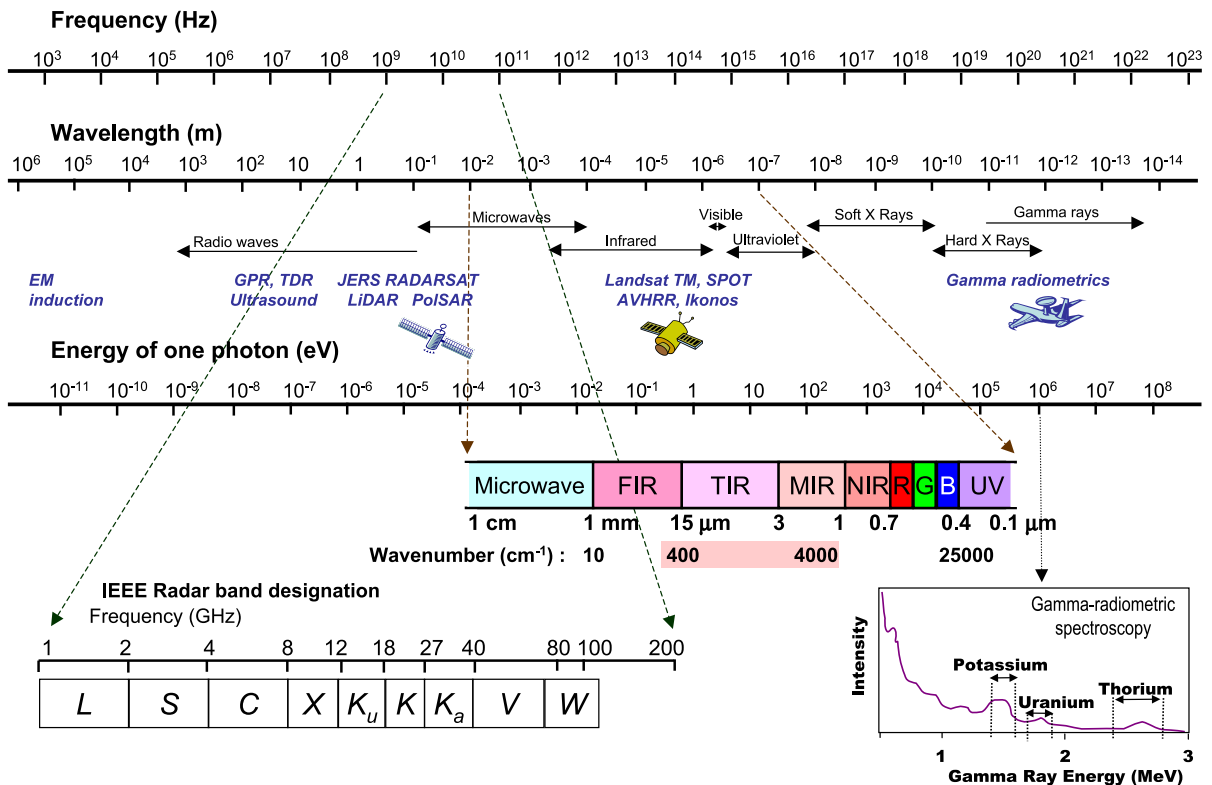 Frequency (Hz)
10³ 10⁴ 10⁵ 10⁶ 10⁷ 10⁸ 10⁹ 10¹⁰ 10¹¹ 10¹² 10¹³ 10¹⁴ 10¹⁵ 10¹⁶ 10¹⁷ 10¹⁸ 10¹⁹ 10²⁰ 10²¹ 10²² 10²³
Wavelength (m)
10⁶ 10⁵ 10⁴ 10³ 10² 10 1 10⁻¹ 10⁻² 10⁻³ 10⁻⁴ 10⁻⁵ 10⁻⁶ 10⁻⁷ 10⁻⁸ 10⁻⁹ 10⁻¹⁰ 10⁻¹¹ 10⁻¹² 10⁻¹³ 10⁻¹⁴
Microwaves Visible Soft X Rays Gamma rays
Radio waves Infrared Ultraviolet Hard X Rays
EM
induction
GPR, TDR
Ultrasound
JERS RADARSAT
LiDAR PolSAR
Landsat TM, SPOT
AVHRR, Ikonos
Gamma radiometrics
Energy of one photon (eV)
10⁻¹¹ 10⁻¹⁰ 10⁻⁹ 10⁻⁸ 10⁻⁷ 10⁻⁶ 10⁻⁵ 10⁻⁴ 10⁻³ 10⁻² 10⁻¹ 1 10 10² 10³ 10⁴ 10⁵ 10⁶ 10⁷ 10⁸
Microwave FIR TIR MIR NIR R G B UV
1 cm 1 mm 15 µm 3 1 0.7 0.4 0.1 µm
Wavenumber (cm⁻¹) : 10 400 4000 25000
IEEE Radar band designation
Frequency (GHz)
1 2 4 8 12 18 27 40 80 100 200
L S C X Kᵤ K Kₐ V W
Gamma-radiometric
spectroscopy
Intensity
Potassium
Uranium
Thorium
1 2 3
Gamma Ray Energy (MeV)